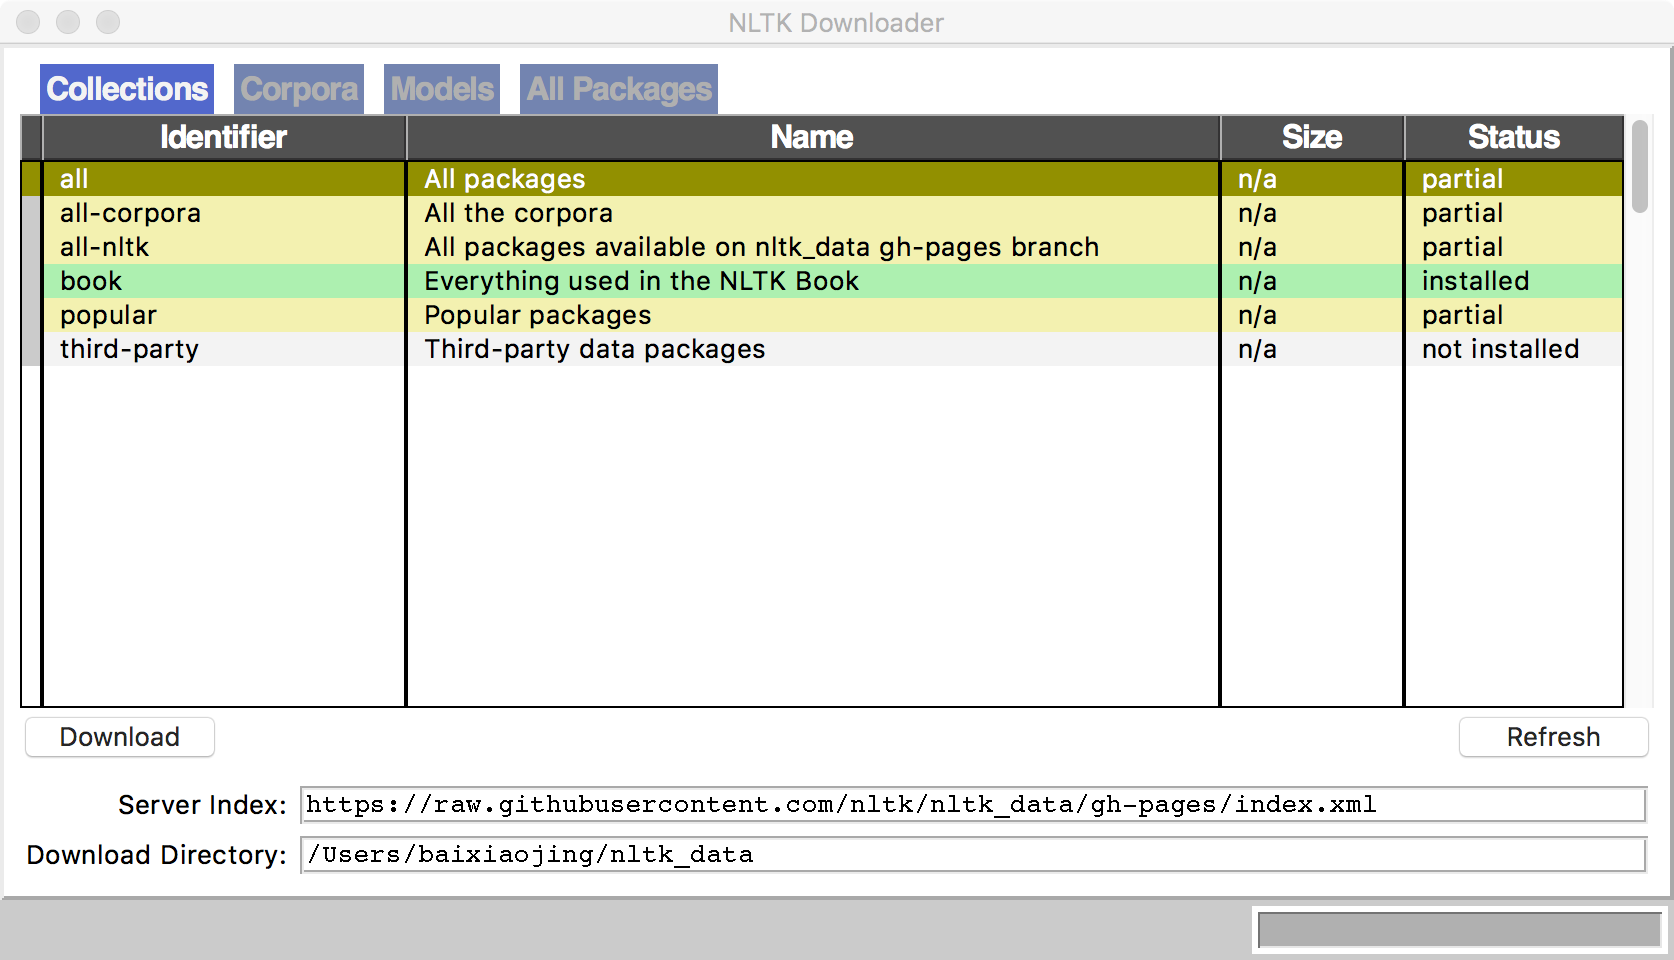 NLTK Downloader
Collections Corpora Models All Packages
Identifier Name Size Status
all All packages n/a partial
all-corpora All the corpora n/a partial
all-nltk All packages available on nltk_data gh-pages branch n/a partial
book Everything used in the NLTK Book n/a installed
popular Popular packages n/a partial
third-party Third-party data packages n/a not installed
Download Refresh
Server Index: https://raw.githubusercontent.com/nltk/nltk_data/gh-pages/index.xml
Download Directory: /Users/baixiaojing/nltk_data